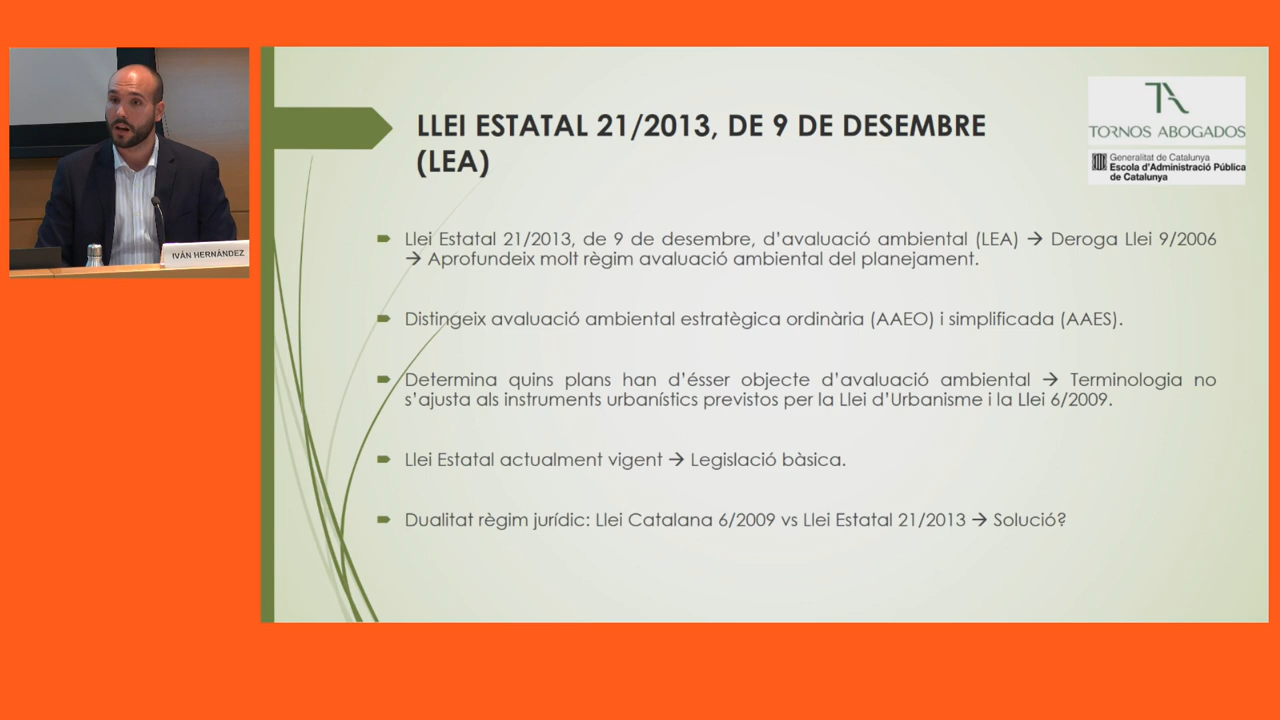 IVÁN HERNÁNDEZ
LLEI ESTATAL 21/2013, DE 9 DE DESEMBRE
(LEA)
TA
TORNOS ABOGADOS
Generalitat de Catalunya
Escola d'Administració Pública
de Catalunya
Llei Estatal 21/2013, de 9 de desembre, d'avaluació ambiental (LEA) → Deroga Llei 9/2006
→ Aprofundeix molt règim avaluació ambiental del planejament.
Distingeix avaluació ambiental estratègica ordinària (AAEO) i simplificada (AAES).
Determina quins plans han d'ésser objecte d'avaluació ambiental → Terminologia no
s'ajusta als instruments urbanístics previstos per la Llei d'Urbanisme i la Llei 6/2009.
Llei Estatal actualment vigent → Legislació bàsica.
Dualitat règim jurídic: Llei Catalana 6/2009 vs Llei Estatal 21/2013 → Solució?